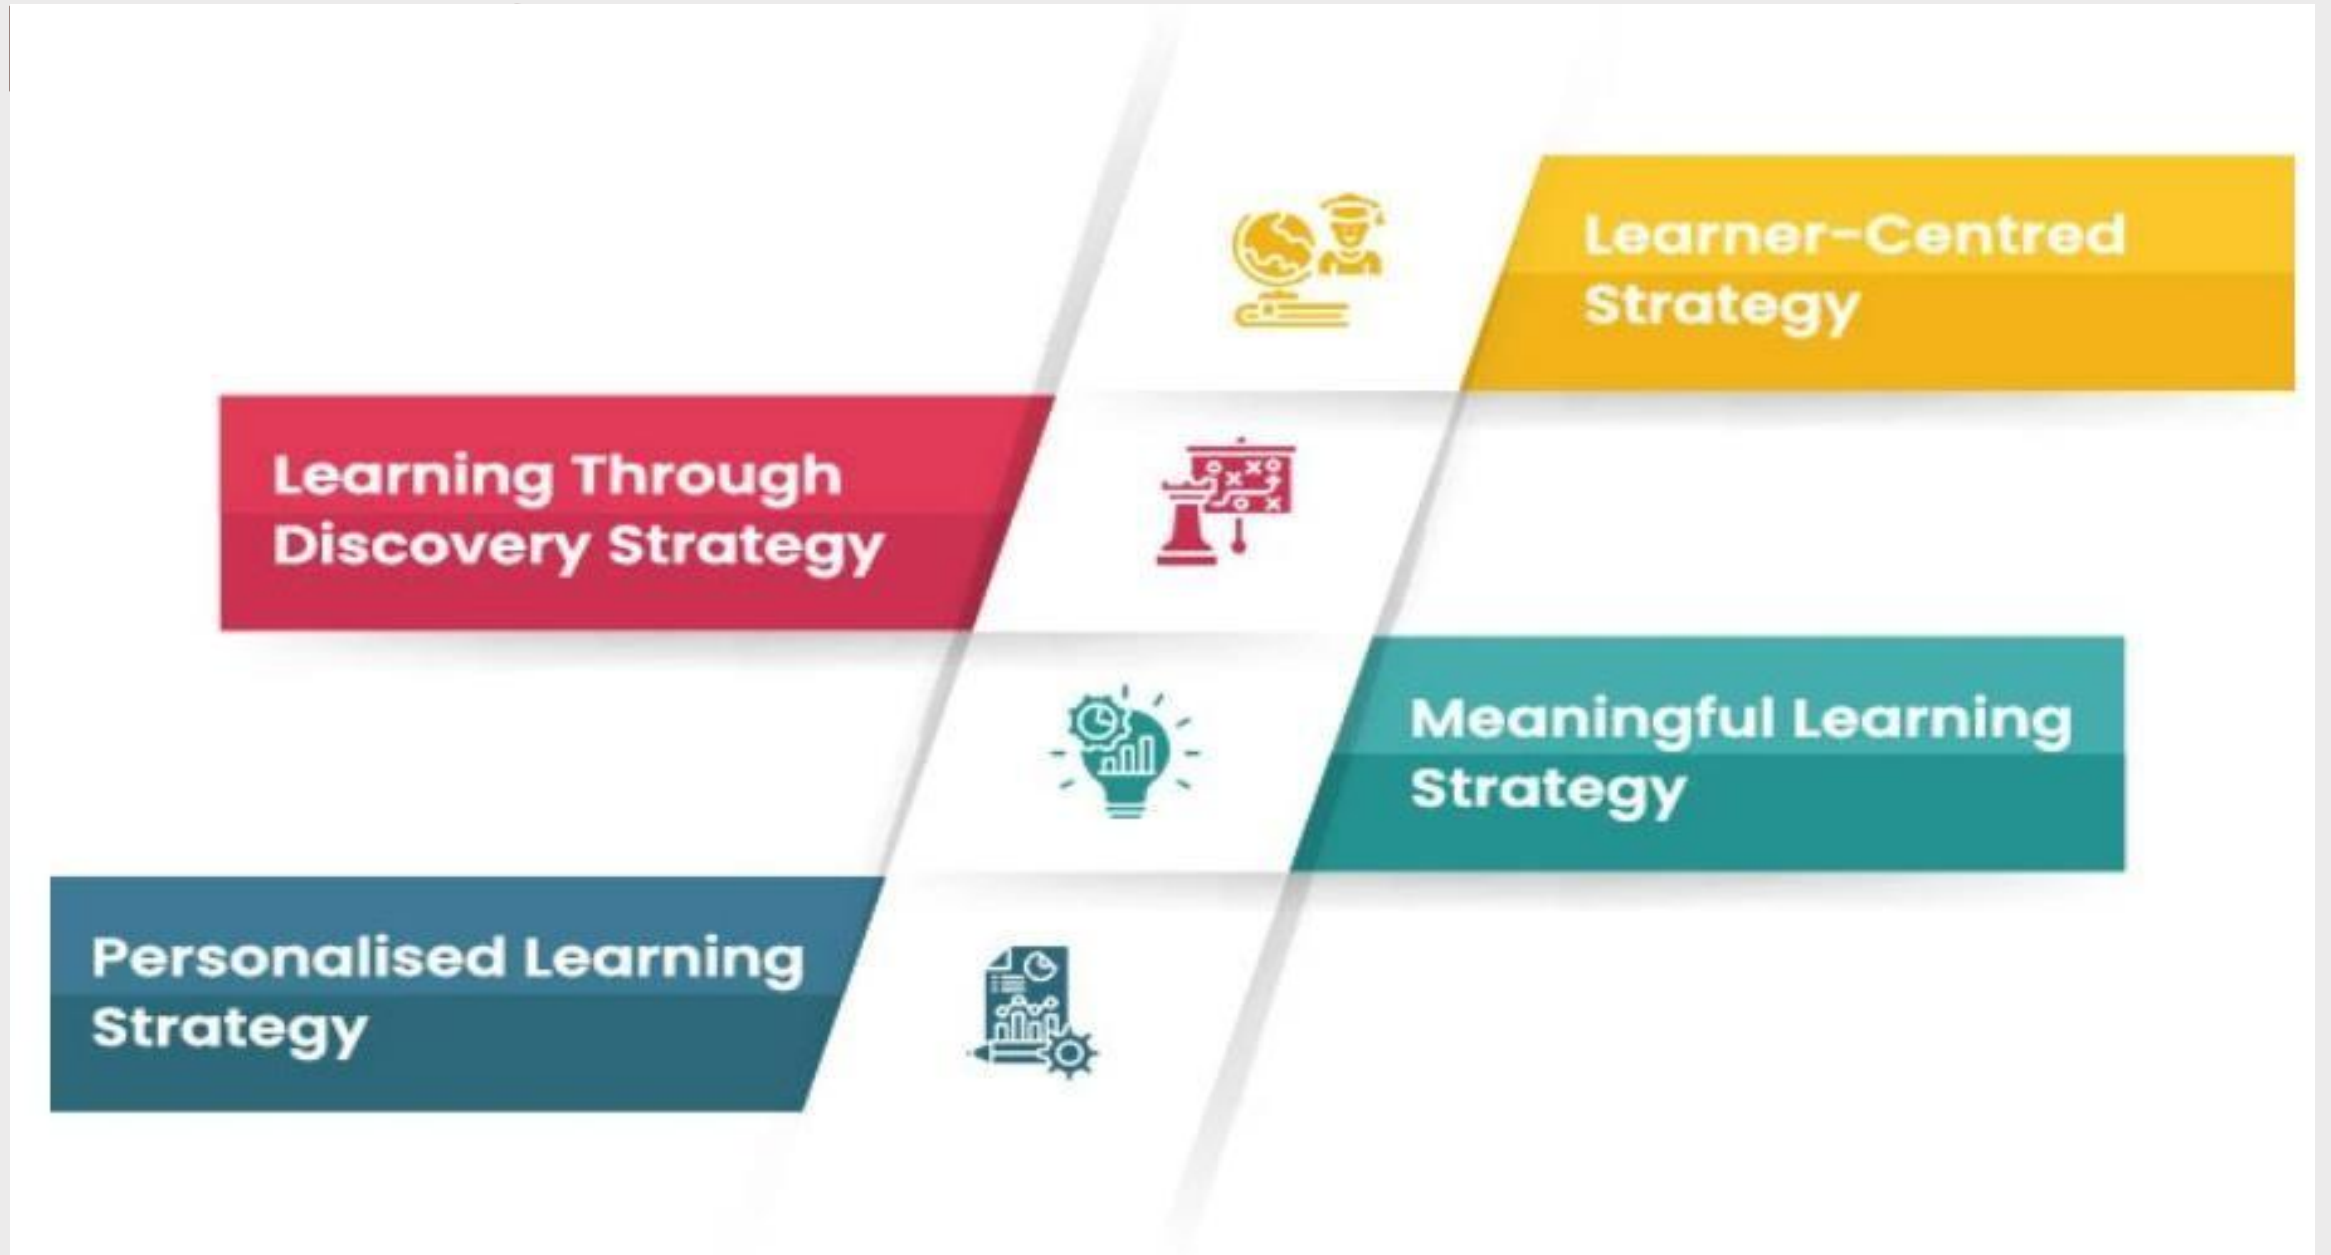 Learner-Centred
Strategy
Learning Through
Discovery Strategy
Meaningful Learning
Strategy
Personalised Learning
Strategy